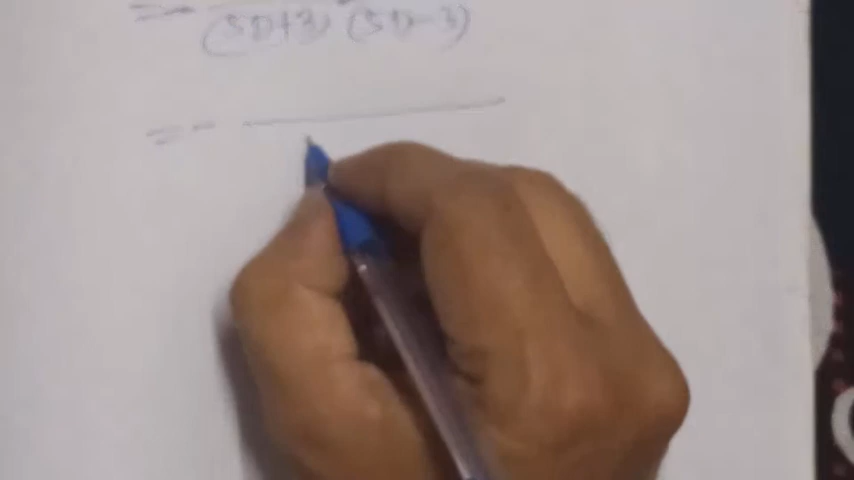 = - (5D+3) (5D-3)
= -